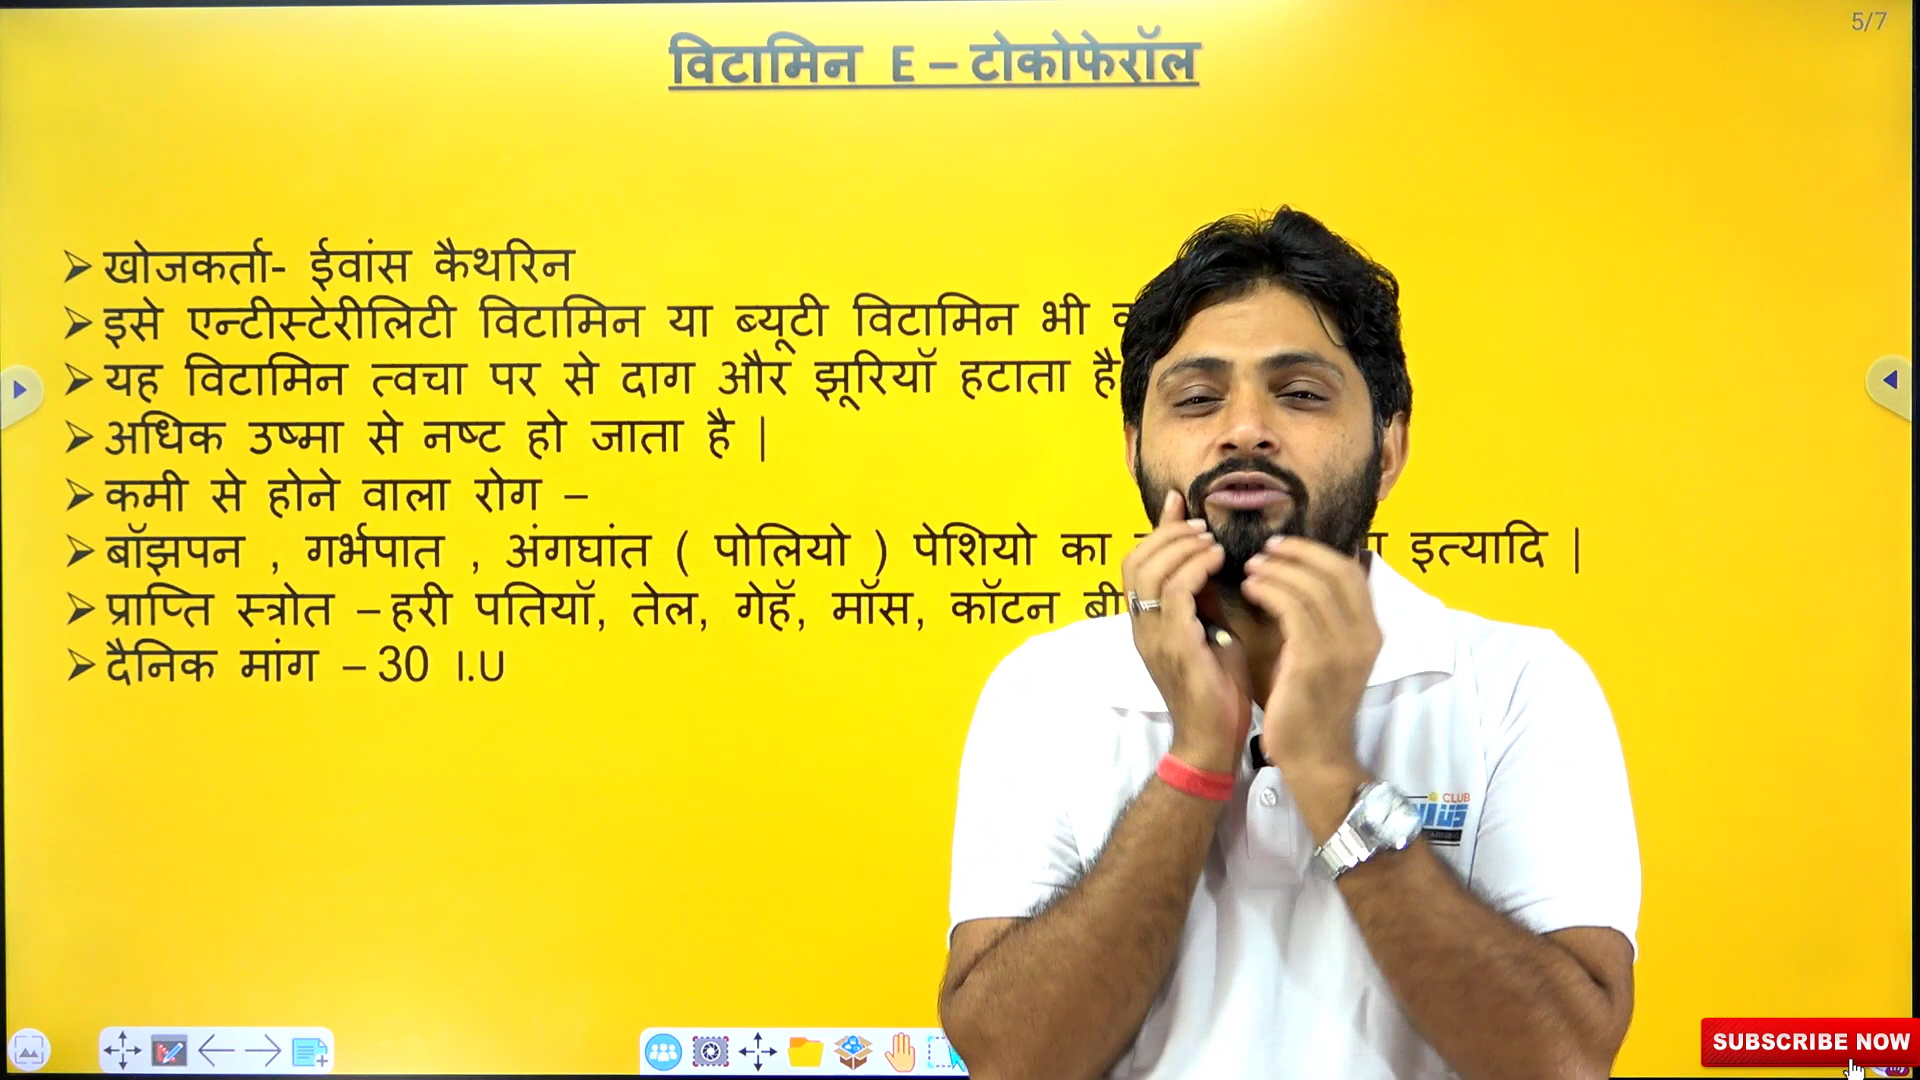 5/7
विटामिन E – टोकोफेरॉल
➢ खोजकर्ता- ईवांस कैथरिन
➢ इसे एन्टीस्टेरीलिटी विटामिन या ब्यूटी विटामिन भी
➢ यह विटामिन त्वचा पर से दाग और झूरियॉ हटाता है
➢ अधिक उष्मा से नष्ट हो जाता है |
➢ कमी से होने वाला रोग –
➢ बॉझपन , गर्भपात , अंगघांत ( पोलियो ) पेशियो का इत्यादि |
➢ प्राप्ति स्त्रोत – हरी पतियॉ, तेल, गेहॅ, मॉस, कॉटन
➢ दैनिक मांग – 30 I.U
CLUB
SUBSCRIBE NOW